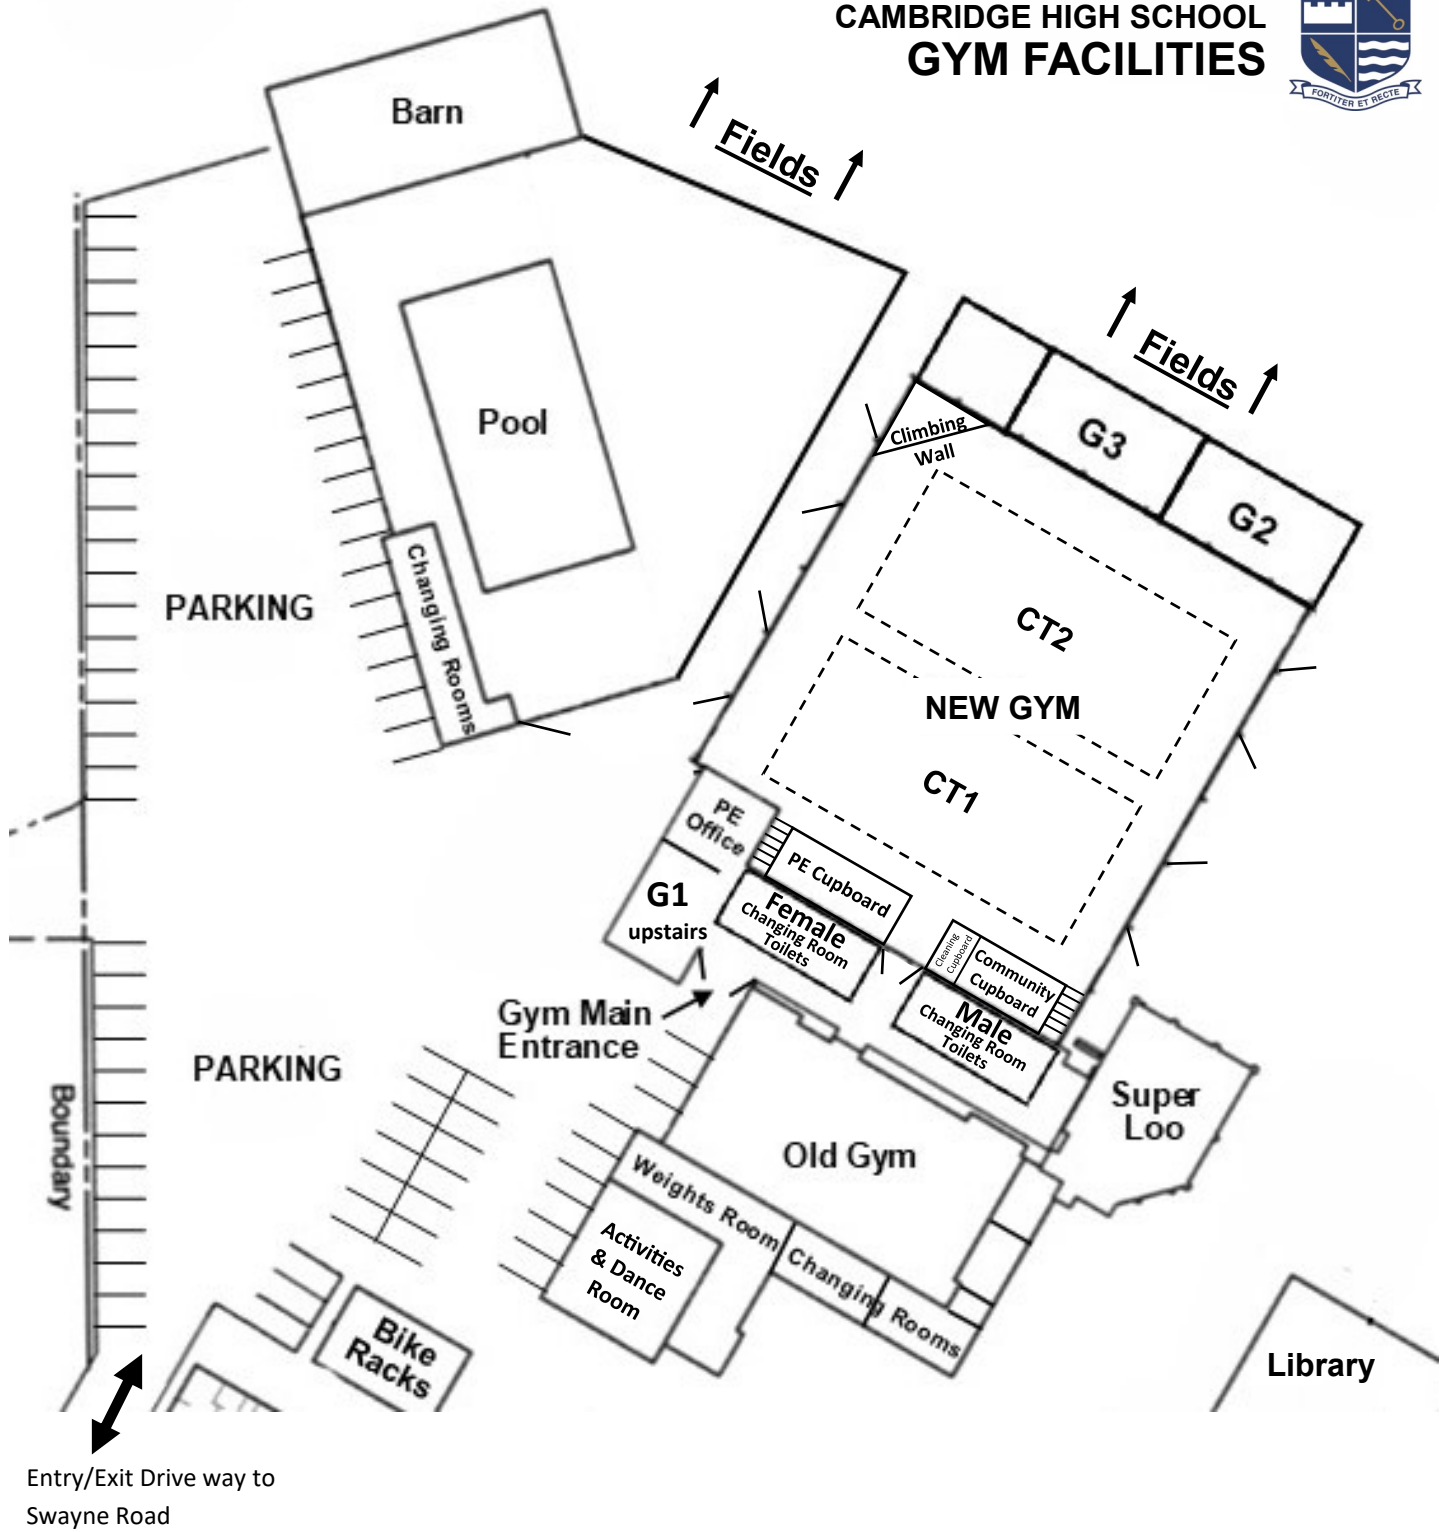 CAMBRIDGE HIGH SCHOOL
GYM FACILITIES
FORTITER ET RECTE
Barn
Fields
Fields
Pool
Climbing
Wall
G3
G2
Changing Rooms
PARKING
CT2
NEW GYM
CT1
PE
Office
PE Cupboard
G1
upstairs
Female
Changing Room
Toilets
Cleaning
Cupboard
Community
Cupboard
Male
Changing Room
Toilets
Gym Main
Entrance
PARKING
Boundary
Super
Loo
Old Gym
Weights Room
Changing Rooms
Activities
& Dance
Room
Bike
Racks
Library
Entry/Exit Drive way to
Swayne Road